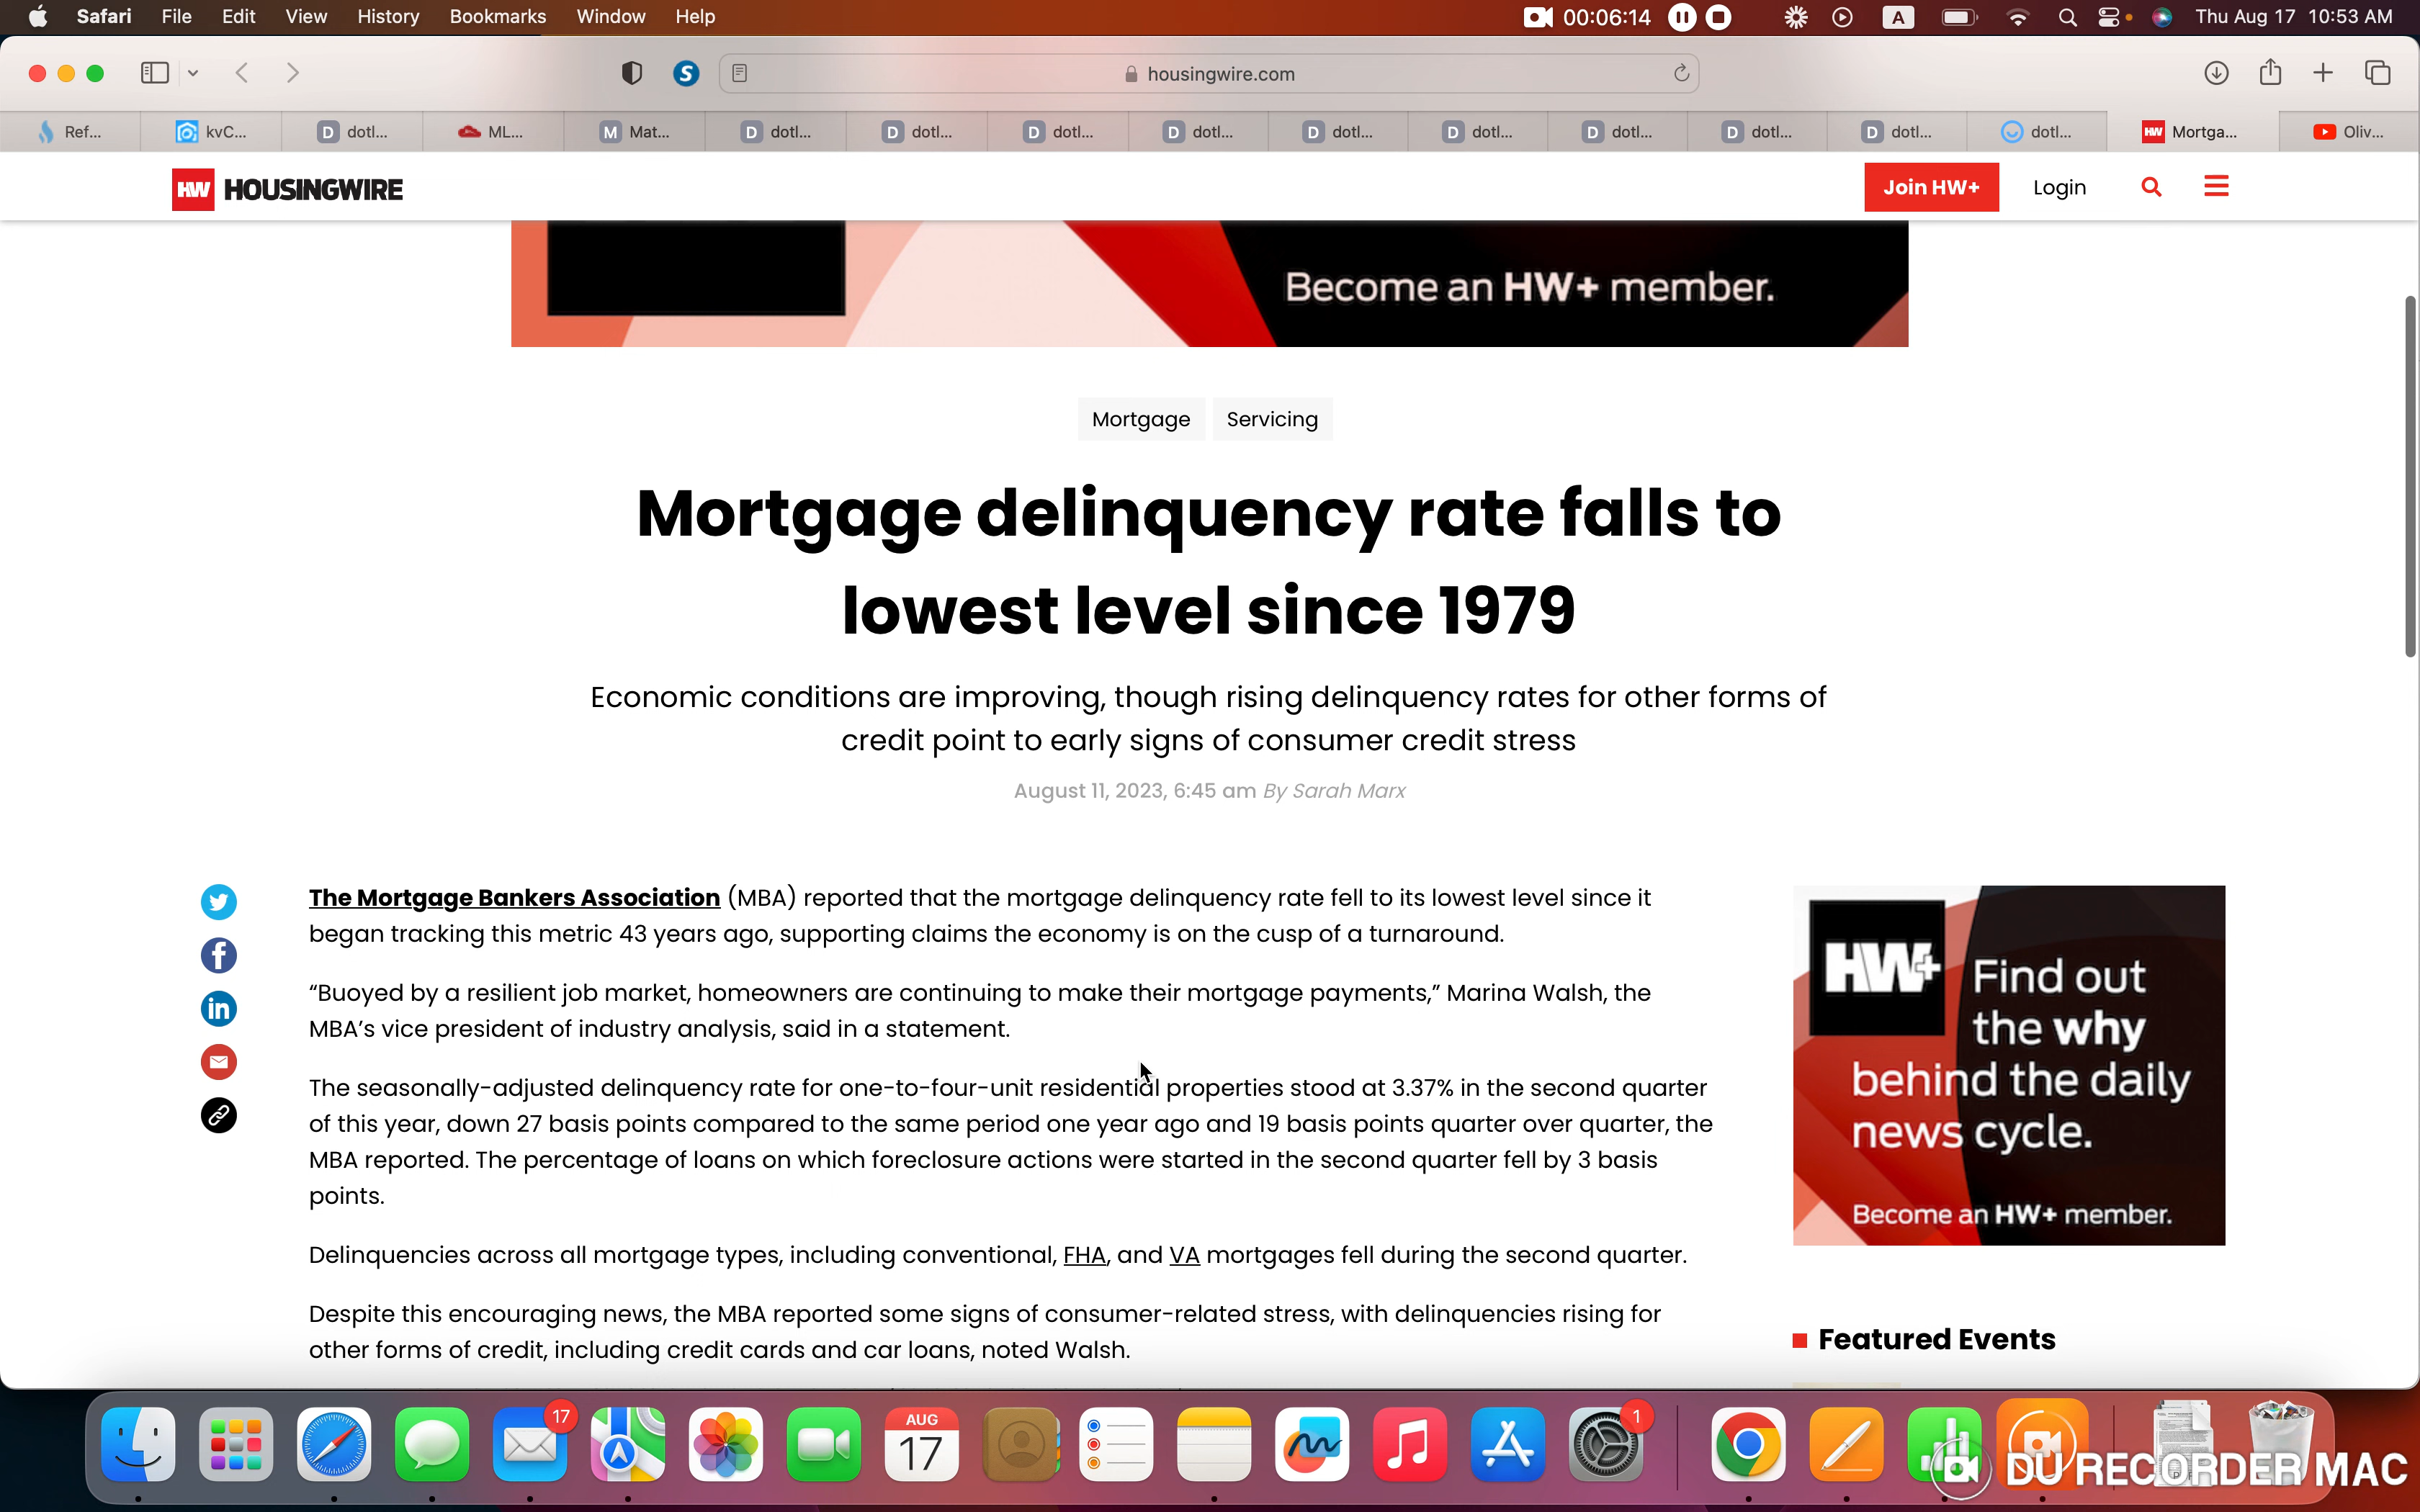 Safari File Edit View History Bookmarks Window Help 00:06:14 A Thu Aug 17 10:53 AM
S housingwire.com
Ref... kvC... D dotl... ML... M Mat... D dotl... D dotl... D dotl... D dotl... D dotl... D dotl... D dotl... D dotl... D dotl... dotl... HW Mortga... Oliv...
HW HOUSINGWIRE Join HW+ Login
Become an HW+ member.
Mortgage Servicing
Mortgage delinquency rate falls to
lowest level since 1979
Economic conditions are improving, though rising delinquency rates for other forms of
credit point to early signs of consumer credit stress
August 11, 2023, 6:45 am By Sarah Marx
The Mortgage Bankers Association (MBA) reported that the mortgage delinquency rate fell to its lowest level since it
began tracking this metric 43 years ago, supporting claims the economy is on the cusp of a turnaround.
“Buoyed by a resilient job market, homeowners are continuing to make their mortgage payments,” Marina Walsh, the
MBA’s vice president of industry analysis, said in a statement.
The seasonally-adjusted delinquency rate for one-to-four-unit residential properties stood at 3.37% in the second quarter
of this year, down 27 basis points compared to the same period one year ago and 19 basis points quarter over quarter, the
MBA reported. The percentage of loans on which foreclosure actions were started in the second quarter fell by 3 basis
points.
Delinquencies across all mortgage types, including conventional, FHA, and VA mortgages fell during the second quarter.
Despite this encouraging news, the MBA reported some signs of consumer-related stress, with delinquencies rising for
other forms of credit, including credit cards and car loans, noted Walsh.
HW+ Find out
the why
behind the daily
news cycle.
Become an HW+ member.
Featured Events
17
AUG
17
1
DU RECORDER MAC